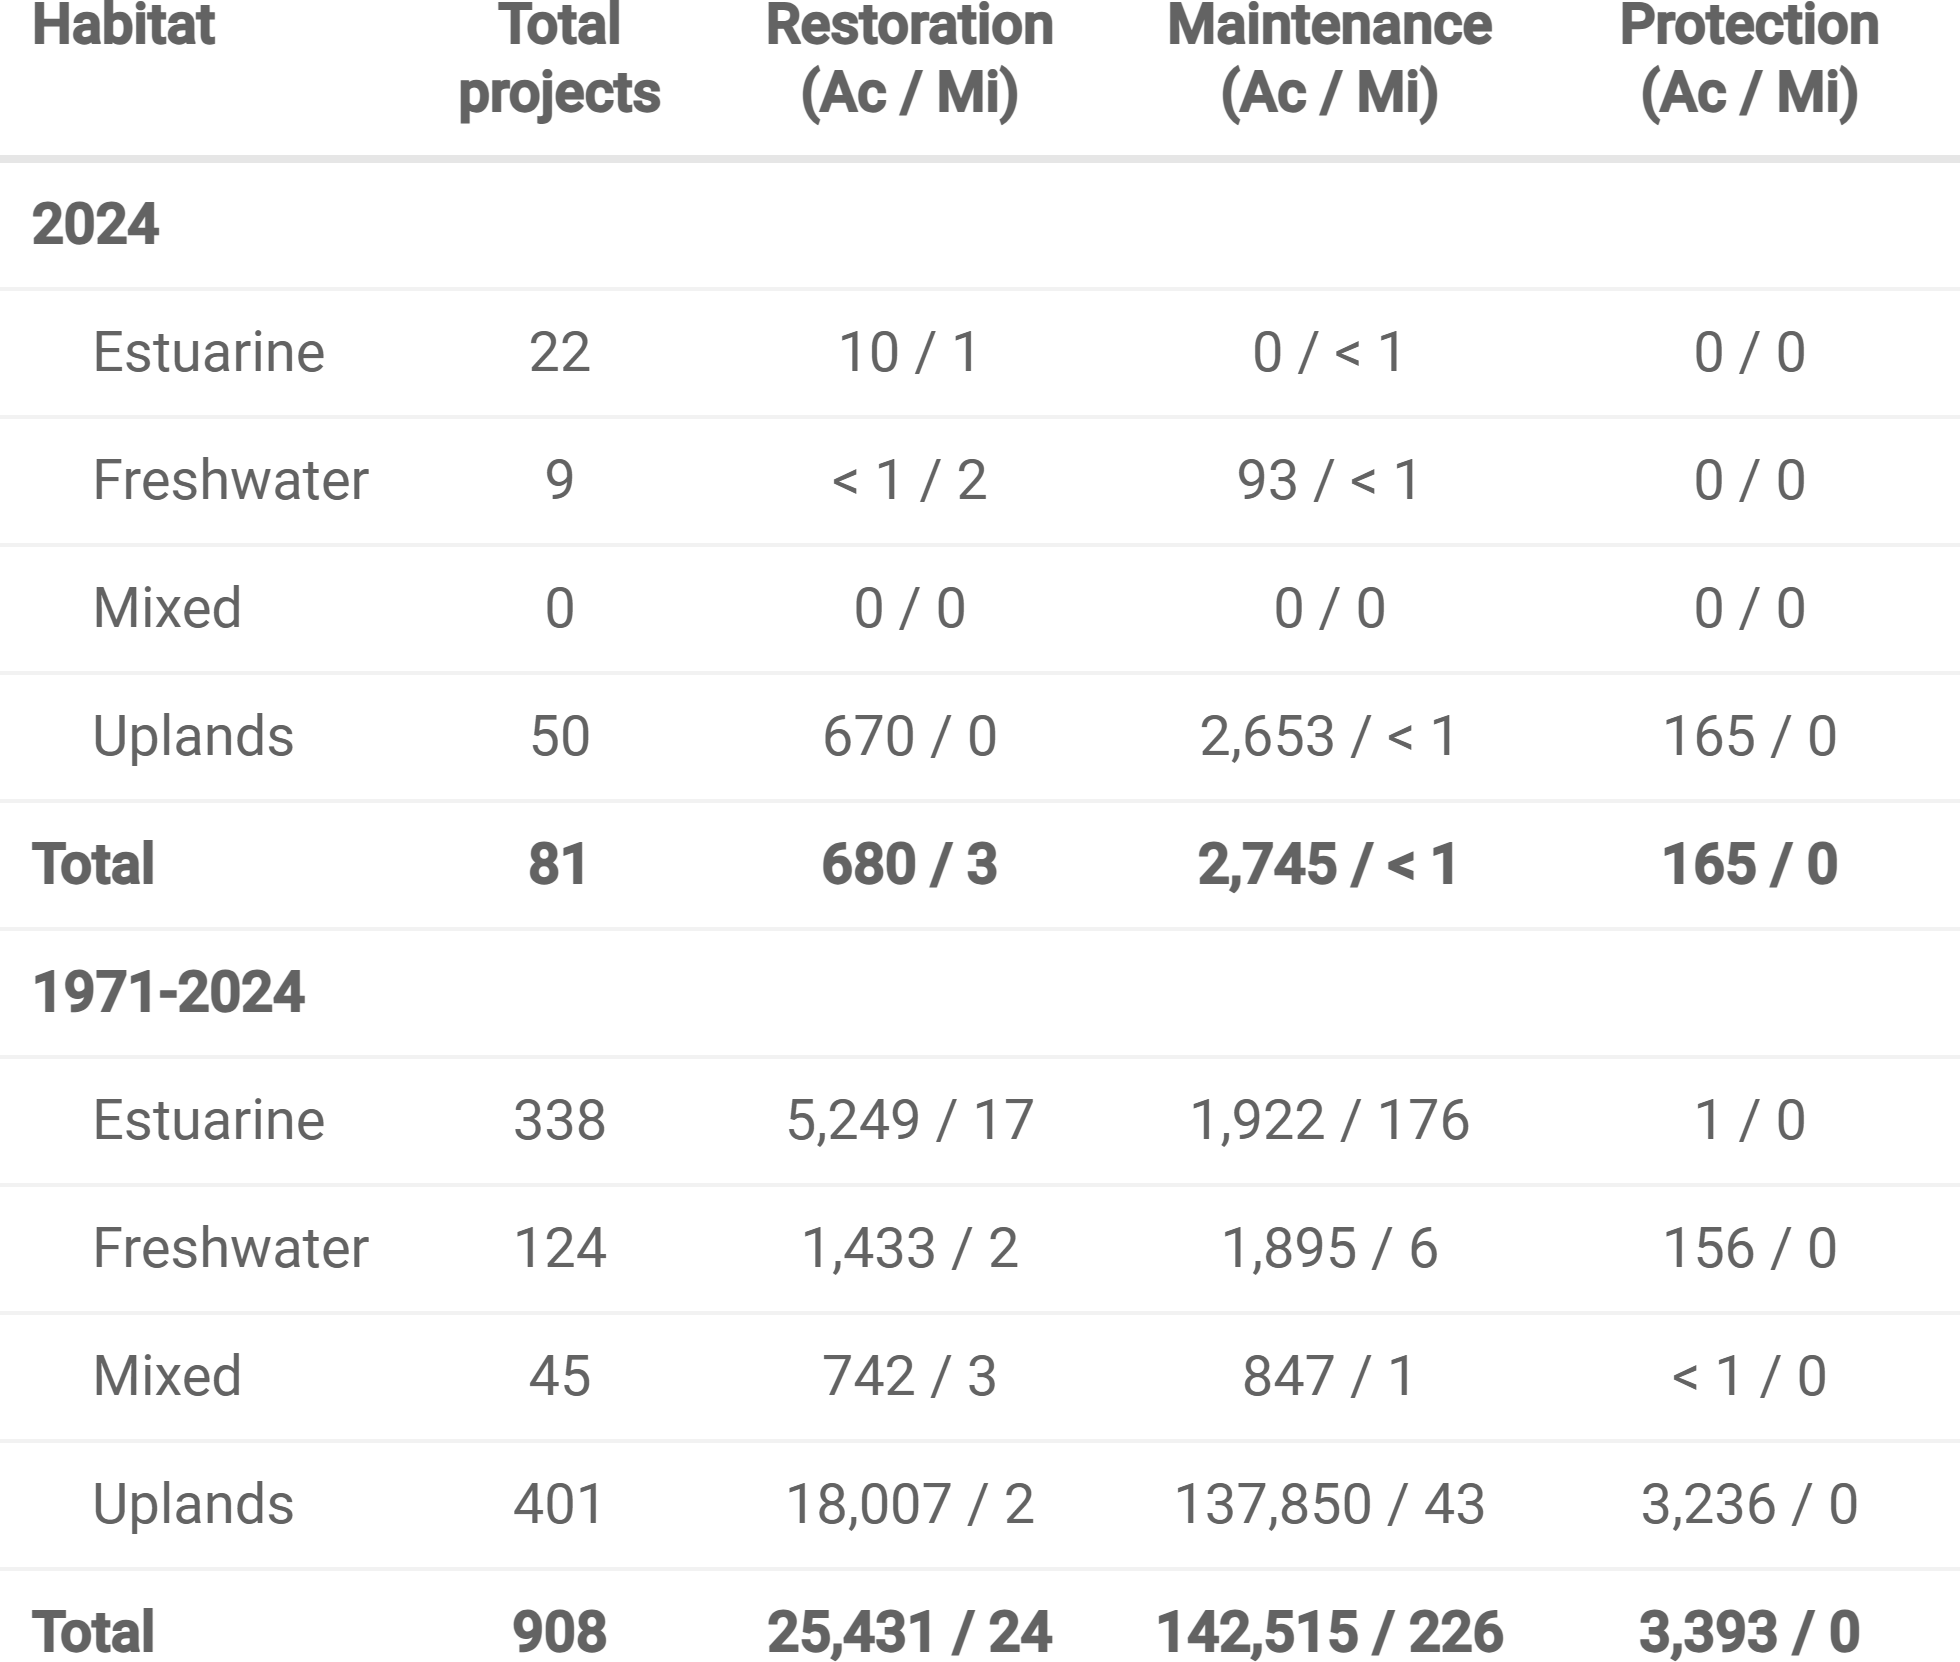 Habitat Total Restoration Maintenance Protection
projects (Ac / Mi) (Ac / Mi) (Ac / Mi)
2024
Estuarine 22 10 / 1 0 / < 1 0 / 0
Freshwater 9 < 1 / 2 93 / < 1 0 / 0
Mixed 0 0 / 0 0 / 0 0 / 0
Uplands 50 670 / 0 2,653 / < 1 165 / 0
Total 81 680 / 3 2,745 / < 1 165 / 0
1971-2024
Estuarine 338 5,249 / 17 1,922 / 176 1 / 0
Freshwater 124 1,433 / 2 1,895 / 6 156 / 0
Mixed 45 742 / 3 847 / 1 < 1 / 0
Uplands 401 18,007 / 2 137,850 / 43 3,236 / 0
Total 908 25,431 / 24 142,515 / 226 3,393 / 0